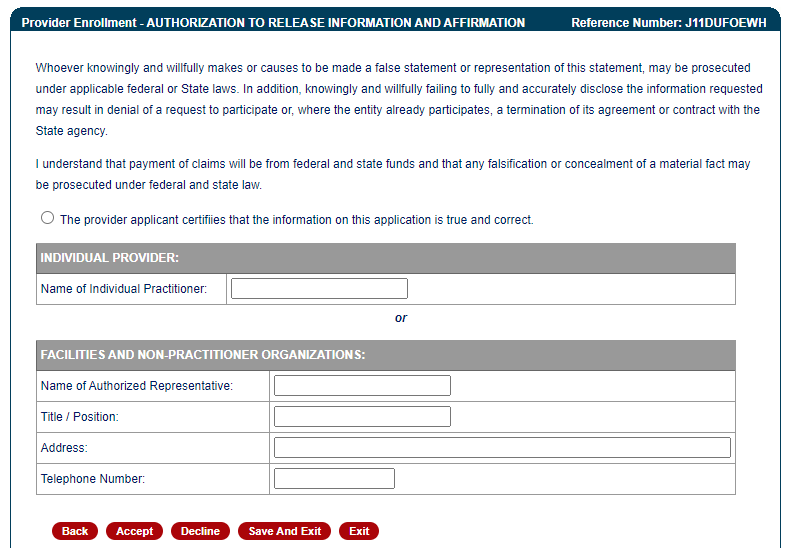 Provider Enrollment - AUTHORIZATION TO RELEASE INFORMATION AND AFFIRMATION Reference Number: J11DUFOEWH
Whoever knowingly and willfully makes or causes to be made a false statement or representation of this statement, may be prosecuted
under applicable federal or State laws. In addition, knowingly and willfully failing to fully and accurately disclose the information requested
may result in denial of a request to participate or, where the entity already participates, a termination of its agreement or contract with the
State agency.
I understand that payment of claims will be from federal and state funds and that any falsification or concealment of a material fact may
be prosecuted under federal and state law.
The provider applicant certifiies that the information on this application is true and correct.
INDIVIDUAL PROVIDER:
Name of Individual Practitioner:
or
FACILITIES AND NON-PRACTITIONER ORGANIZATIONS:
Name of Authorized Representative:
Title / Position:
Address:
Telephone Number:
Back Accept Decline Save And Exit Exit